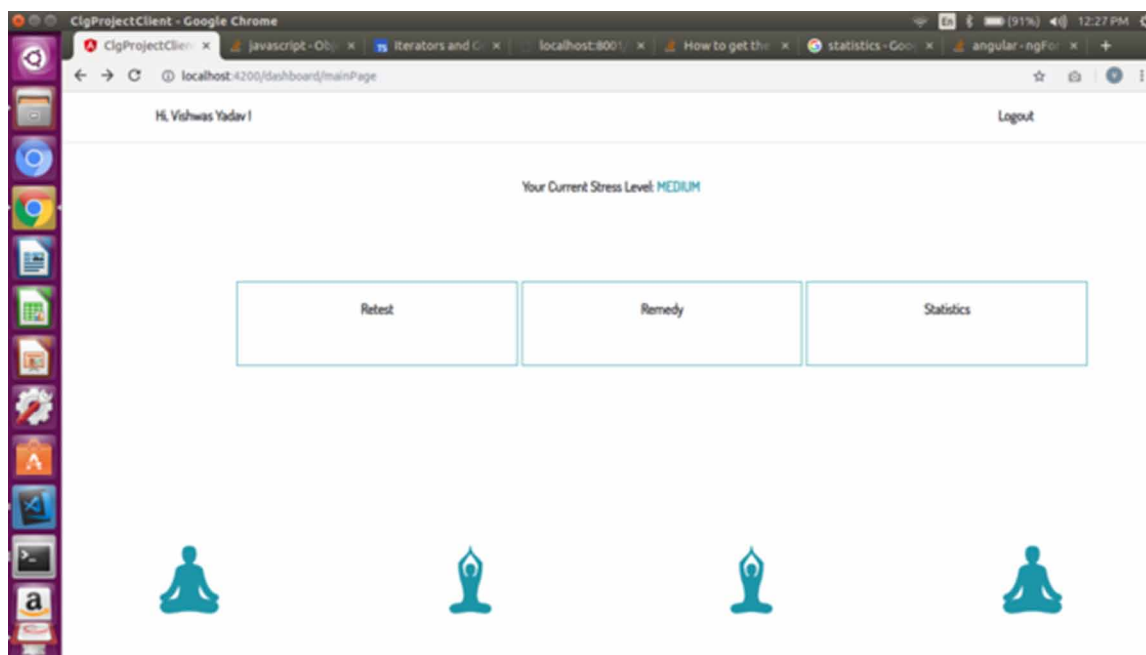 ClgProjectClient - Google Chrome
En (91%) 12:27 PM
ClgProjectClien × javascript - Obj × TS iterators and G × localhost:8001/ × How to get the × statistics - Goo × angular - ngFor × +
localhost:4200/dashboard/mainPage
Hi, Vishwas Yadav !
Logout
Your Current Stress Level: MEDIUM
Retest
Remedy
Statistics